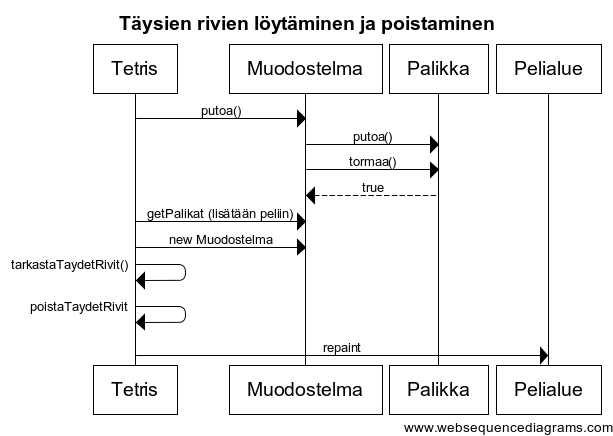 Täysien rivien löytäminen ja poistaminen
Tetris Muodostelma Palikka Pelialue
putoa()
putoa()
tormaa()
true
getPalikat (lisätään peliin)
new Muodostelma
tarkastaTaydetRivit()
poistaTaydetRivit
repaint
Tetris Muodostelma Palikka Pelialue
www.websequencediagrams.com